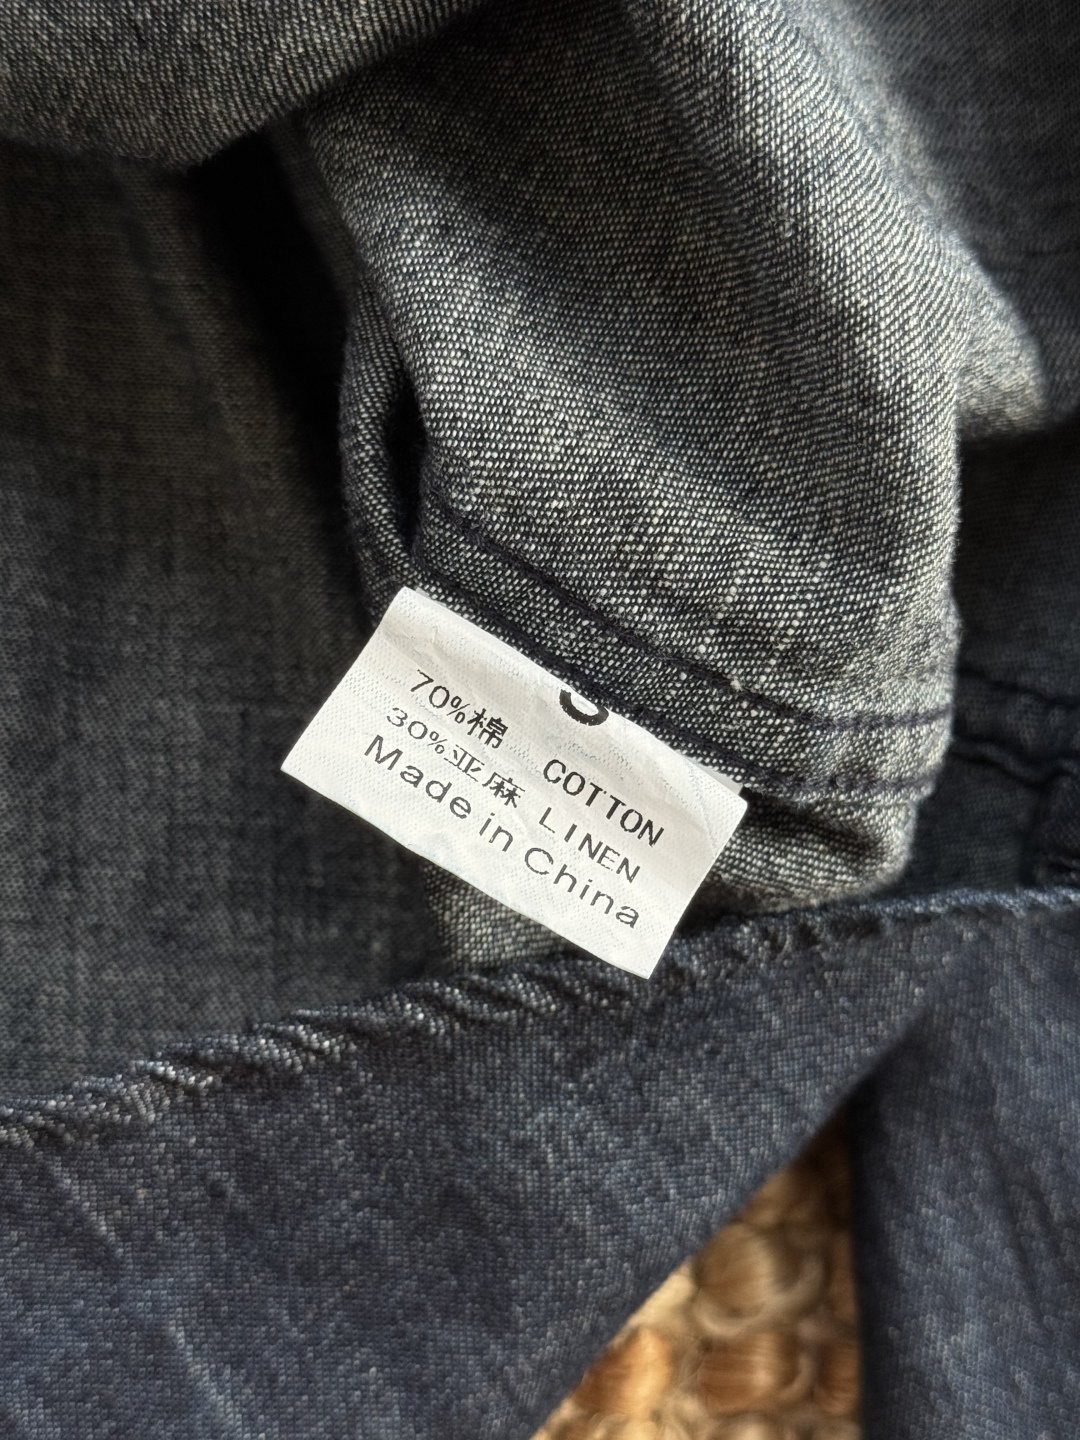 70%棉 COTTON
30%亚麻 LINEN
Made in China